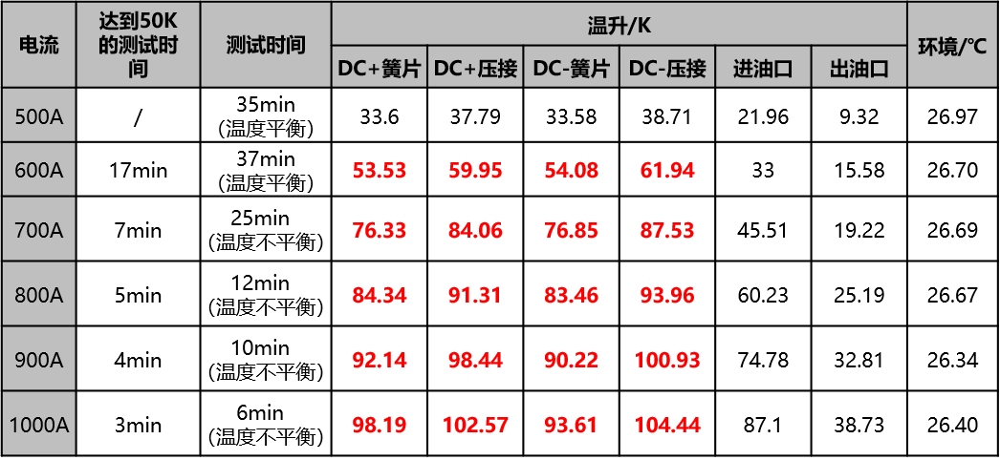 电流 达到50K的测试时间 测试时间 温升/K 环境/℃
DC+簧片 DC+压接 DC-簧片 DC-压接 进油口 出油口
500A / 35min (温度平衡) 33.6 37.79 33.58 38.71 21.96 9.32 26.97
600A 17min 37min (温度平衡) 53.53 59.95 54.08 61.94 33 15.58 26.70
700A 7min 25min (温度不平衡) 76.33 84.06 76.85 87.53 45.51 19.22 26.69
800A 5min 12min (温度不平衡) 84.34 91.31 83.46 93.96 60.23 25.19 26.67
900A 4min 10min (温度不平衡) 92.14 98.44 90.22 100.93 74.78 32.81 26.34
1000A 3min 6min (温度不平衡) 98.19 102.57 93.61 104.44 87.1 38.73 26.40